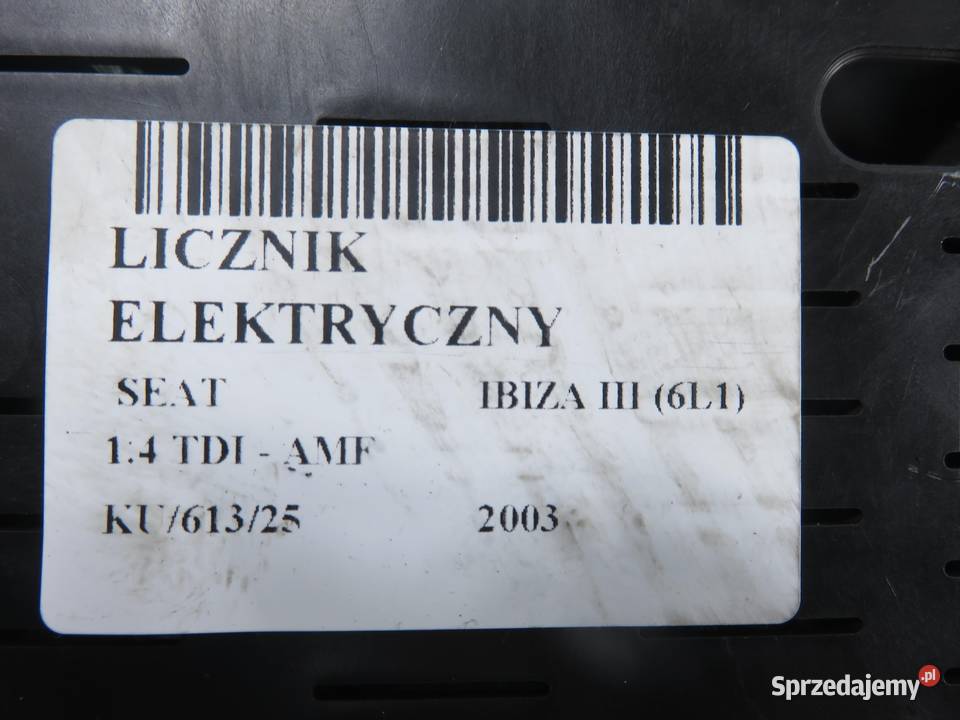 LICZNIK
ELEKTRYCZNY
SEAT IBIZA III (6L1)
1.4 TDI - AMF
KU/613/25 2003
Sprzedajemy.pl